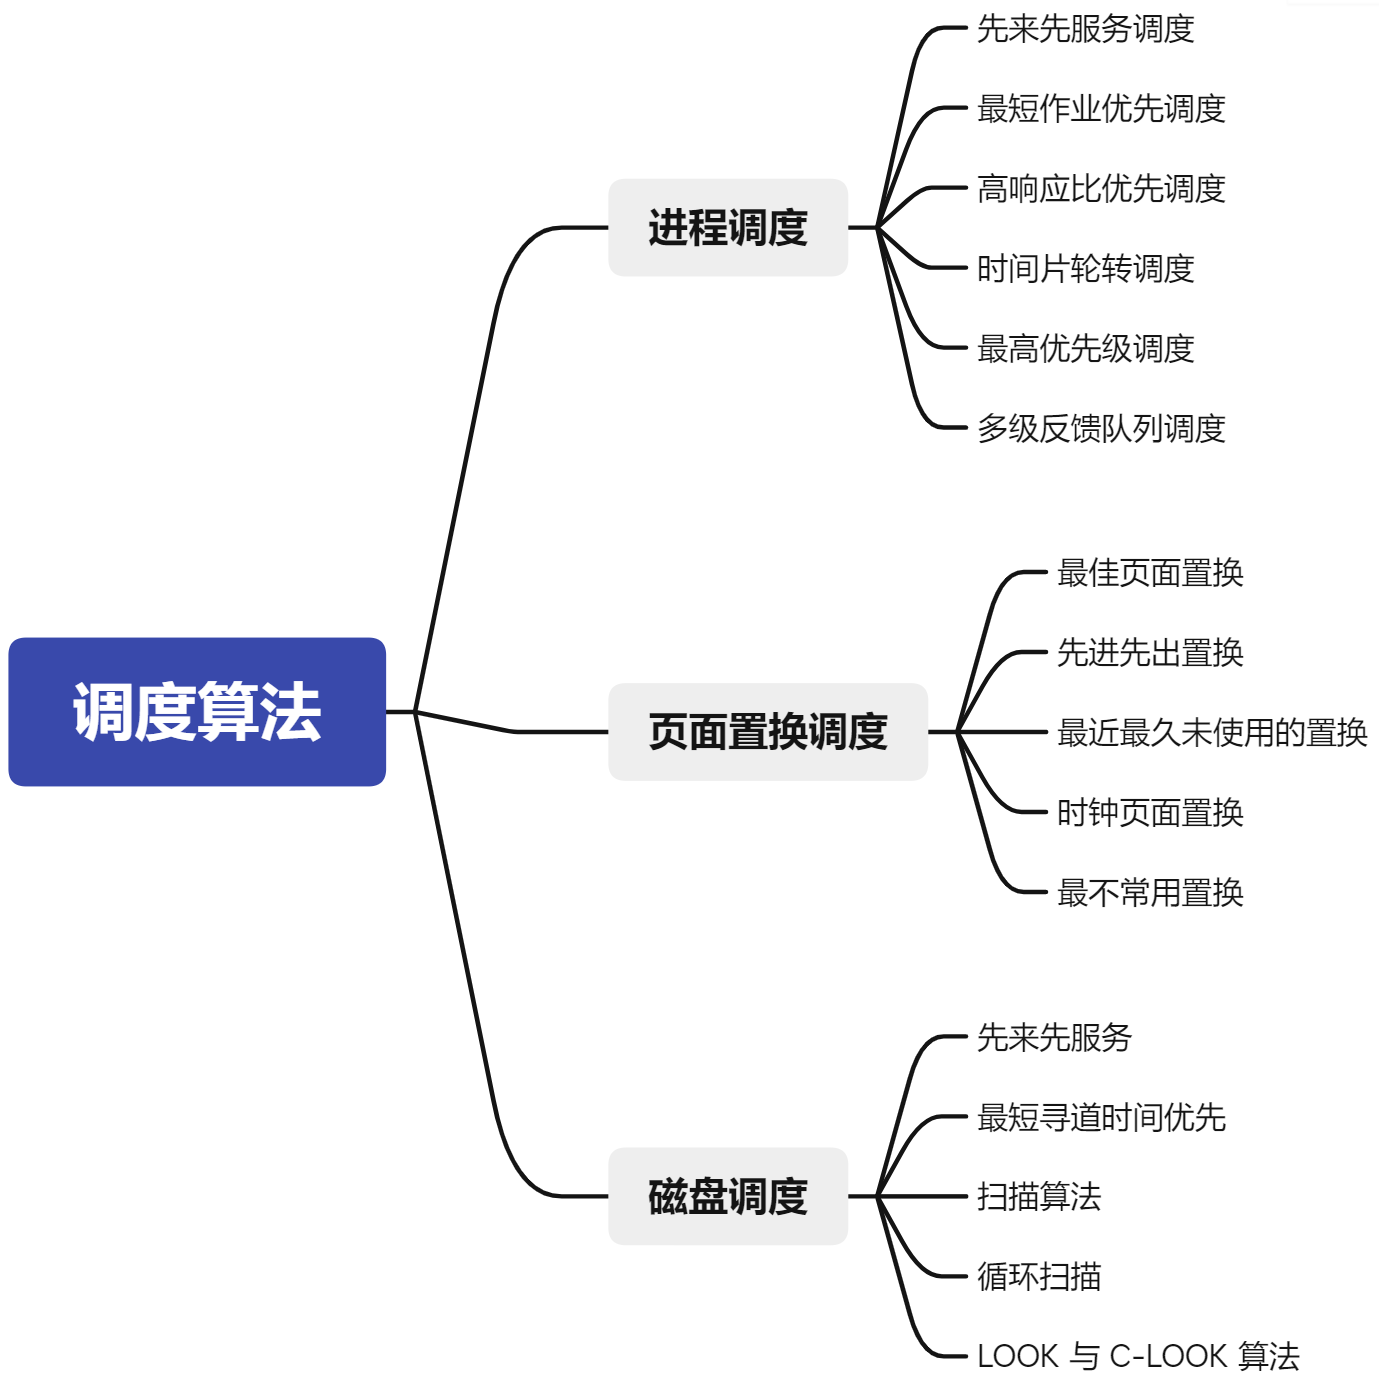 调度算法
进程调度
先来先服务调度
最短作业优先调度
高响应比优先调度
时间片轮转调度
最高优先级调度
多级反馈队列调度
页面置换调度
最佳页面置换
先进先出置换
最近最久未使用的置换
时钟页面置换
最不常用置换
磁盘调度
先来先服务
最短寻道时间优先
扫描算法
循环扫描
LOOK 与 C-LOOK 算法